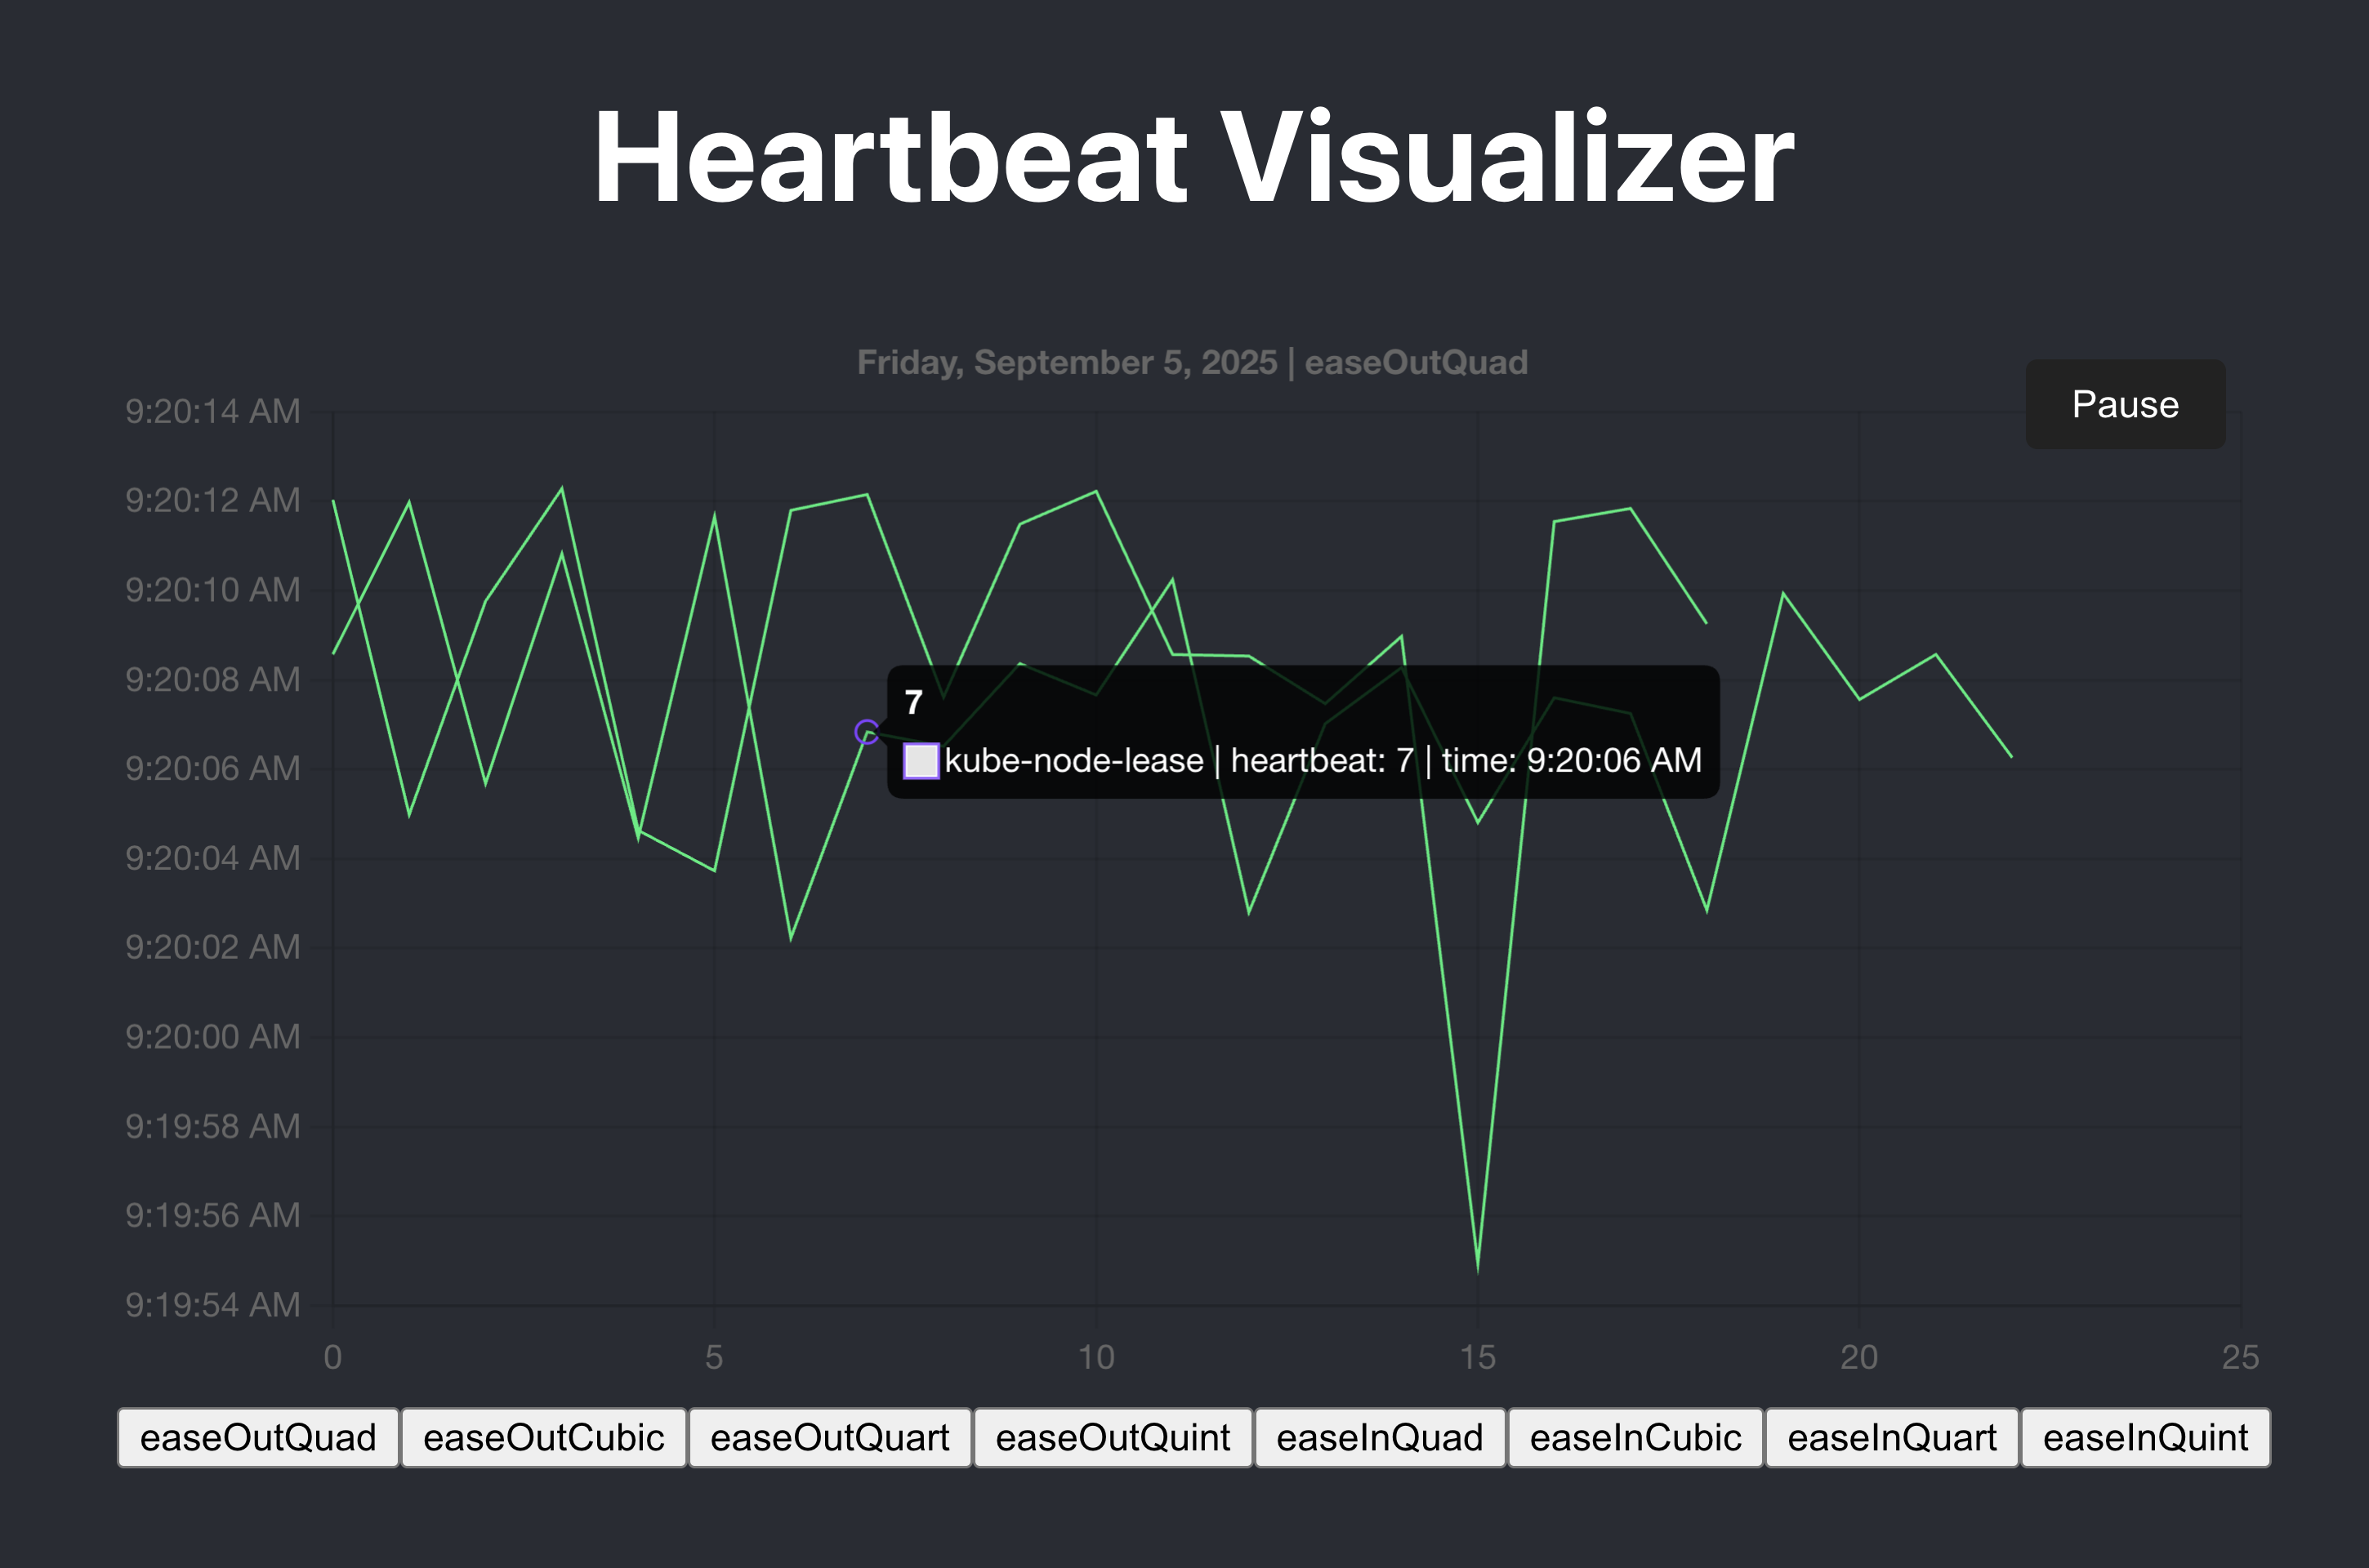 Heartbeat Visualizer
Friday, September 5, 2025 | easeOutQuad
Pause
9:20:14 AM
9:20:12 AM
9:20:10 AM
9:20:08 AM
9:20:06 AM
9:20:04 AM
9:20:02 AM
9:20:00 AM
9:19:58 AM
9:19:56 AM
9:19:54 AM
7
kube-node-lease | heartbeat: 7 | time: 9:20:06 AM
0 5 10 15 20 25
easeOutQuad easeOutCubic easeOutQuart easeOutQuint easeInQuad easeInCubic easeInQuart easeInQuint